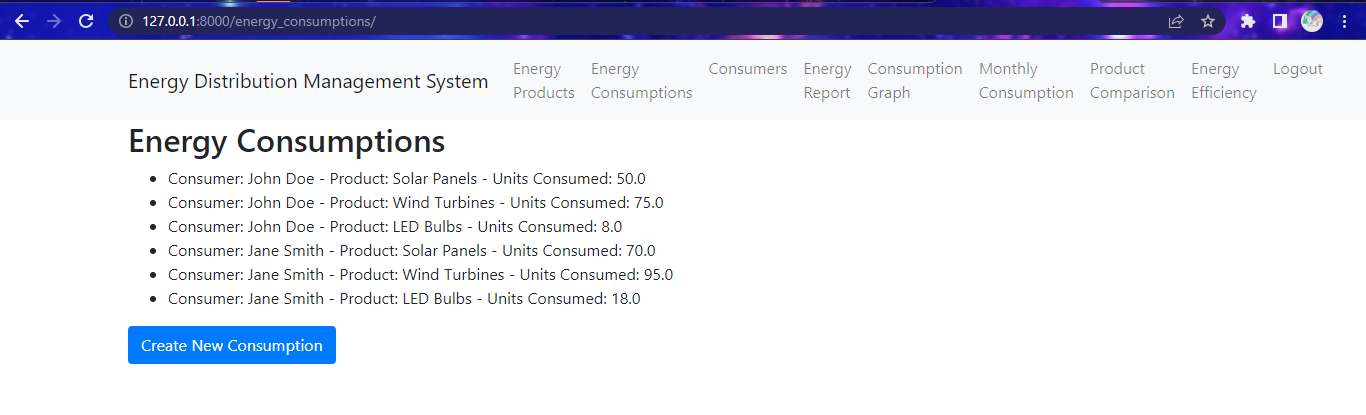 127.0.0.1:8000/energy_consumptions/
Energy Distribution Management System
Energy Products
Energy Consumptions
Consumers
Energy Report
Consumption Graph
Monthly Consumption
Product Comparison
Energy Efficiency
Logout
Energy Consumptions
Consumer: John Doe - Product: Solar Panels - Units Consumed: 50.0
Consumer: John Doe - Product: Wind Turbines - Units Consumed: 75.0
Consumer: John Doe - Product: LED Bulbs - Units Consumed: 8.0
Consumer: Jane Smith - Product: Solar Panels - Units Consumed: 70.0
Consumer: Jane Smith - Product: Wind Turbines - Units Consumed: 95.0
Consumer: Jane Smith - Product: LED Bulbs - Units Consumed: 18.0
Create New Consumption